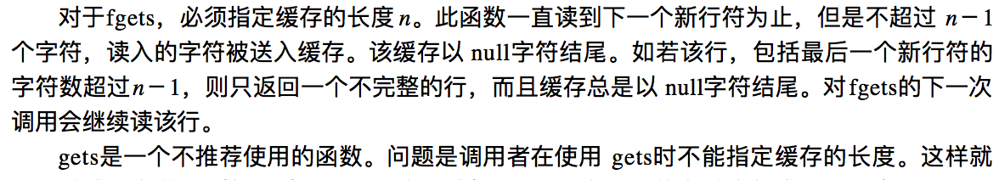 对于fgets，必须指定缓存的长度n。此函数一直读到下一个新行符为止，但是不超过 n－1
个字符，读入的字符被送入缓存。该缓存以 null字符结尾。如若该行，包括最后一个新行符的
字符数超过n－1，则只返回一个不完整的行，而且缓存总是以 null字符结尾。对fgets的下一次
调用会继续读该行。
gets是一个不推荐使用的函数。问题是调用者在使用 gets时不能指定缓存的长度。这样就